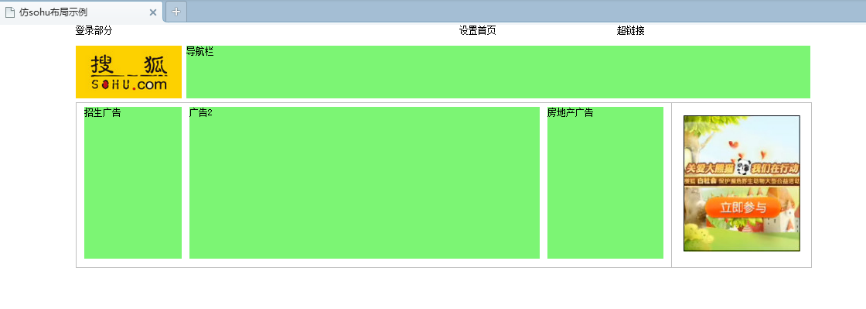 仿sohu布局示例
登录部分 设置首页 超链接
搜 狐
SOHU.com
导航栏
招生广告 广告2 房地产广告
关爱大熊猫 我们在行动
立即参与